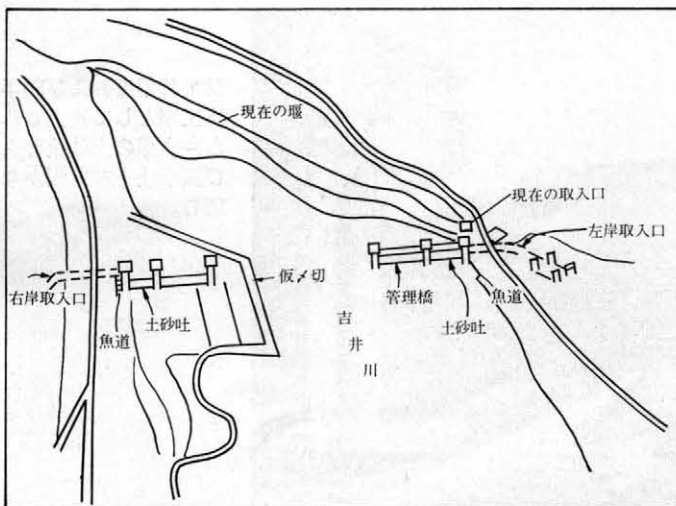 現在の堰
現在の取入口
左岸取入口
右岸取入口
魚道
土砂吐
仮〆切
管理橋
土砂吐
魚道
吉井川